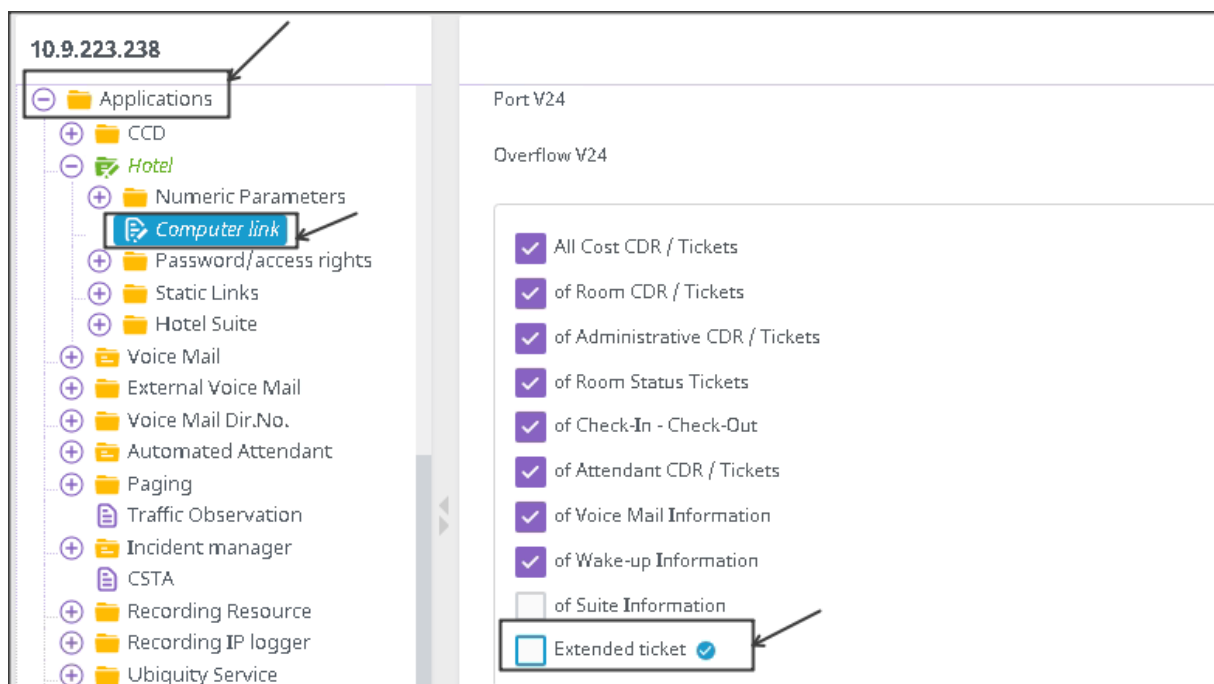 10.9.223.238
Applications
CCD
Hotel
Numeric Parameters
Computer link
Password/access rights
Static Links
Hotel Suite
Voice Mail
External Voice Mail
Voice Mail Dir.No.
Automated Attendant
Paging
Traffic Observation
Incident manager
CSTA
Recording Resource
Recording IP logger
Ubiquity Service
Port V24
Overflow V24
All Cost CDR / Tickets
of Room CDR / Tickets
of Administrative CDR / Tickets
of Room Status Tickets
of Check-In - Check-Out
of Attendant CDR / Tickets
of Voice Mail Information
of Wake-up Information
of Suite Information
Extended ticket